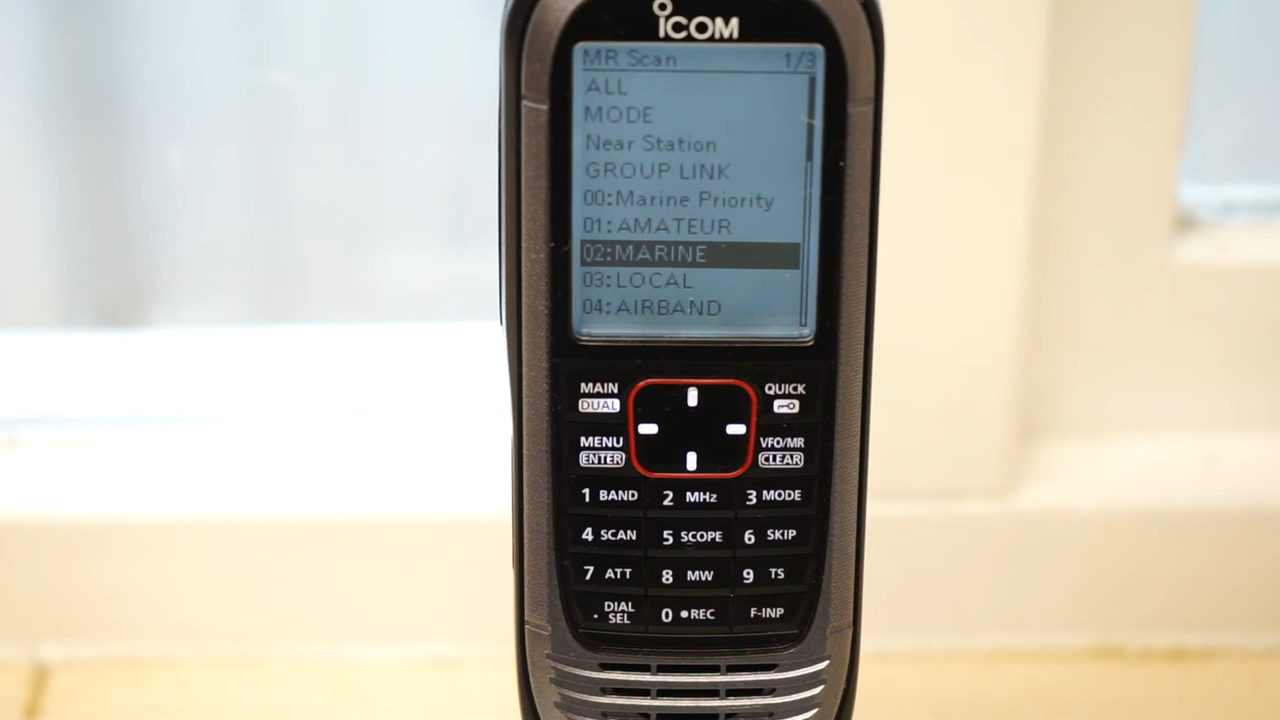 iCOM
MR Scan 1/3
ALL
MODE
Near Station
GROUP LINK
00:Marine Priority
01:AMATEUR
02:MARINE
03:LOCAL
04:AIRBAND
MAIN QUICK
DUAL
MENU VFO/MR
ENTER CLEAR
1 BAND 2 MHz 3 MODE
4 SCAN 5 SCOPE 6 SKIP
7 ATT 8 MW 9 TS
. DIAL SEL 0 ●REC F-INP